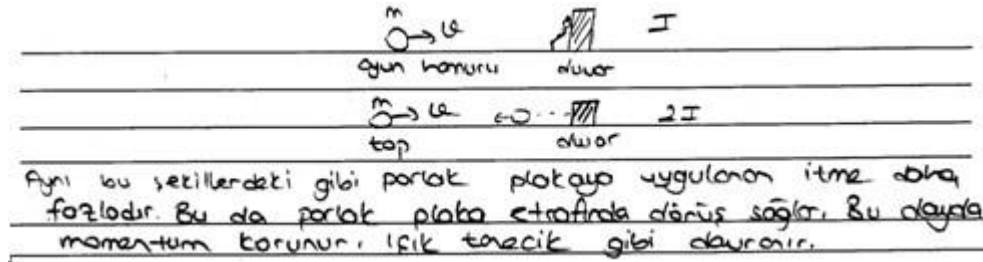 m υ I
oyun hamuru duvar
m υ 2I
top duvar
Aynı bu şekillerdeki gibi parlak plakaya uygulanan itme daha
fazladır. Bu da parlak plaka etrafında dönüş sağlar. Bu olayda
momentum korunur. Işık tanecik gibi davranır.